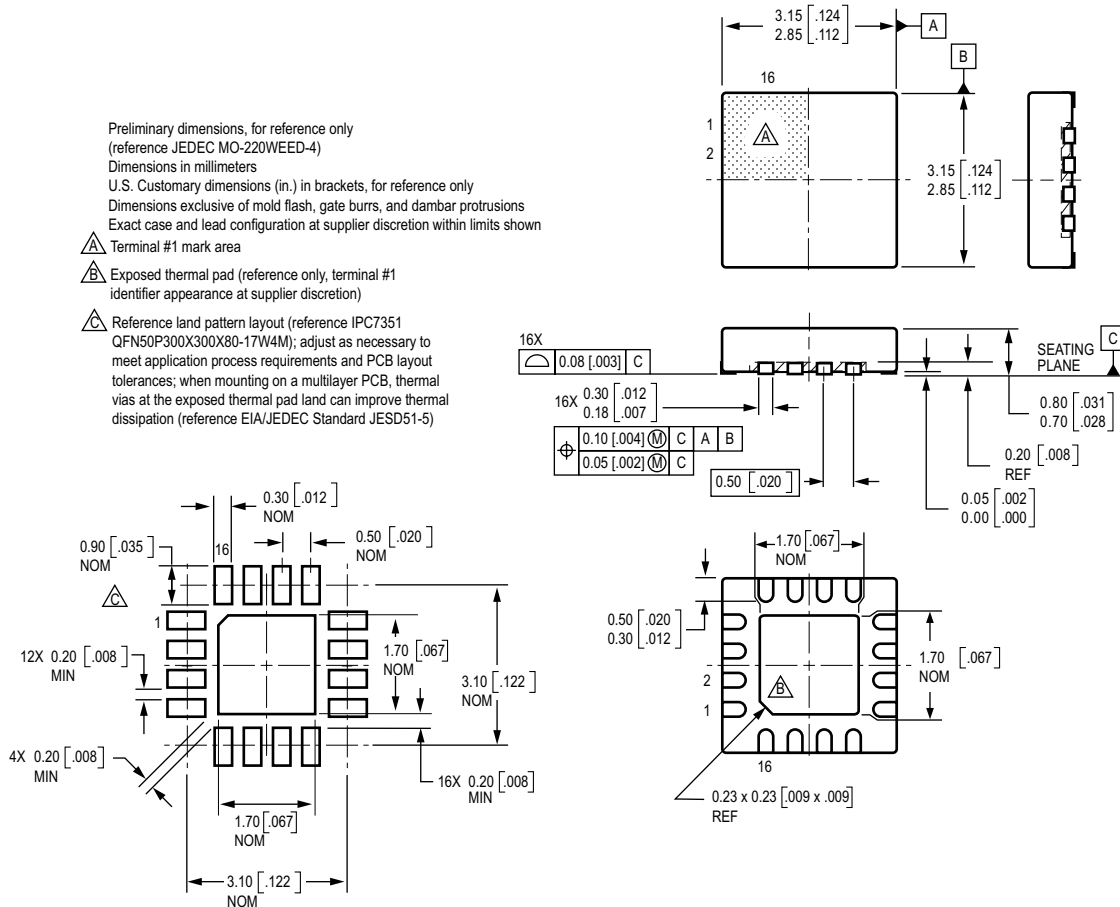 3.15 [.124]
2.85 [.112]
A
B
16
1
2
A
3.15 [.124]
2.85 [.112]
Preliminary dimensions, for reference only
(reference JEDEC MO-220WEED-4)
Dimensions in millimeters
U.S. Customary dimensions (in.) in brackets, for reference only
Dimensions exclusive of mold flash, gate burrs, and dambar protrusions
Exact case and lead configuration at supplier discretion within limits shown
A Terminal #1 mark area
B Exposed thermal pad (reference only, terminal #1
identifier appearance at supplier discretion)
C Reference land pattern layout (reference IPC7351
QFN50P300X300X80-17W4M); adjust as necessary to
meet application process requirements and PCB layout
tolerances; when mounting on a multilayer PCB, thermal
vias at the exposed thermal pad land can improve thermal
dissipation (reference EIA/JEDEC Standard JESD51-5)
16X
0.08 [.003] C
16X 0.30 [.012]
0.18 [.007]
0.10 [.004] M C A B
0.05 [.002] M C
0.50 [.020]
SEATING
PLANE
C
0.80 [.031]
0.70 [.028]
0.20 [.008]
REF
0.05 [.002]
0.00 [.000]
0.30 [.012]
NOM
0.50 [.020]
NOM
0.90 [.035]
NOM
16
C
1
12X 0.20 [.008]
MIN
1.70 [.067]
NOM
3.10 [.122]
NOM
4X 0.20 [.008]
MIN
16X 0.20 [.008]
MIN
1.70 [.067]
NOM
3.10 [.122]
NOM
1.70 [.067]
NOM
0.50 [.020]
0.30 [.012]
1.70 [.067]
NOM
2
1
B
16
0.23 x 0.23 [.009 x .009]
REF